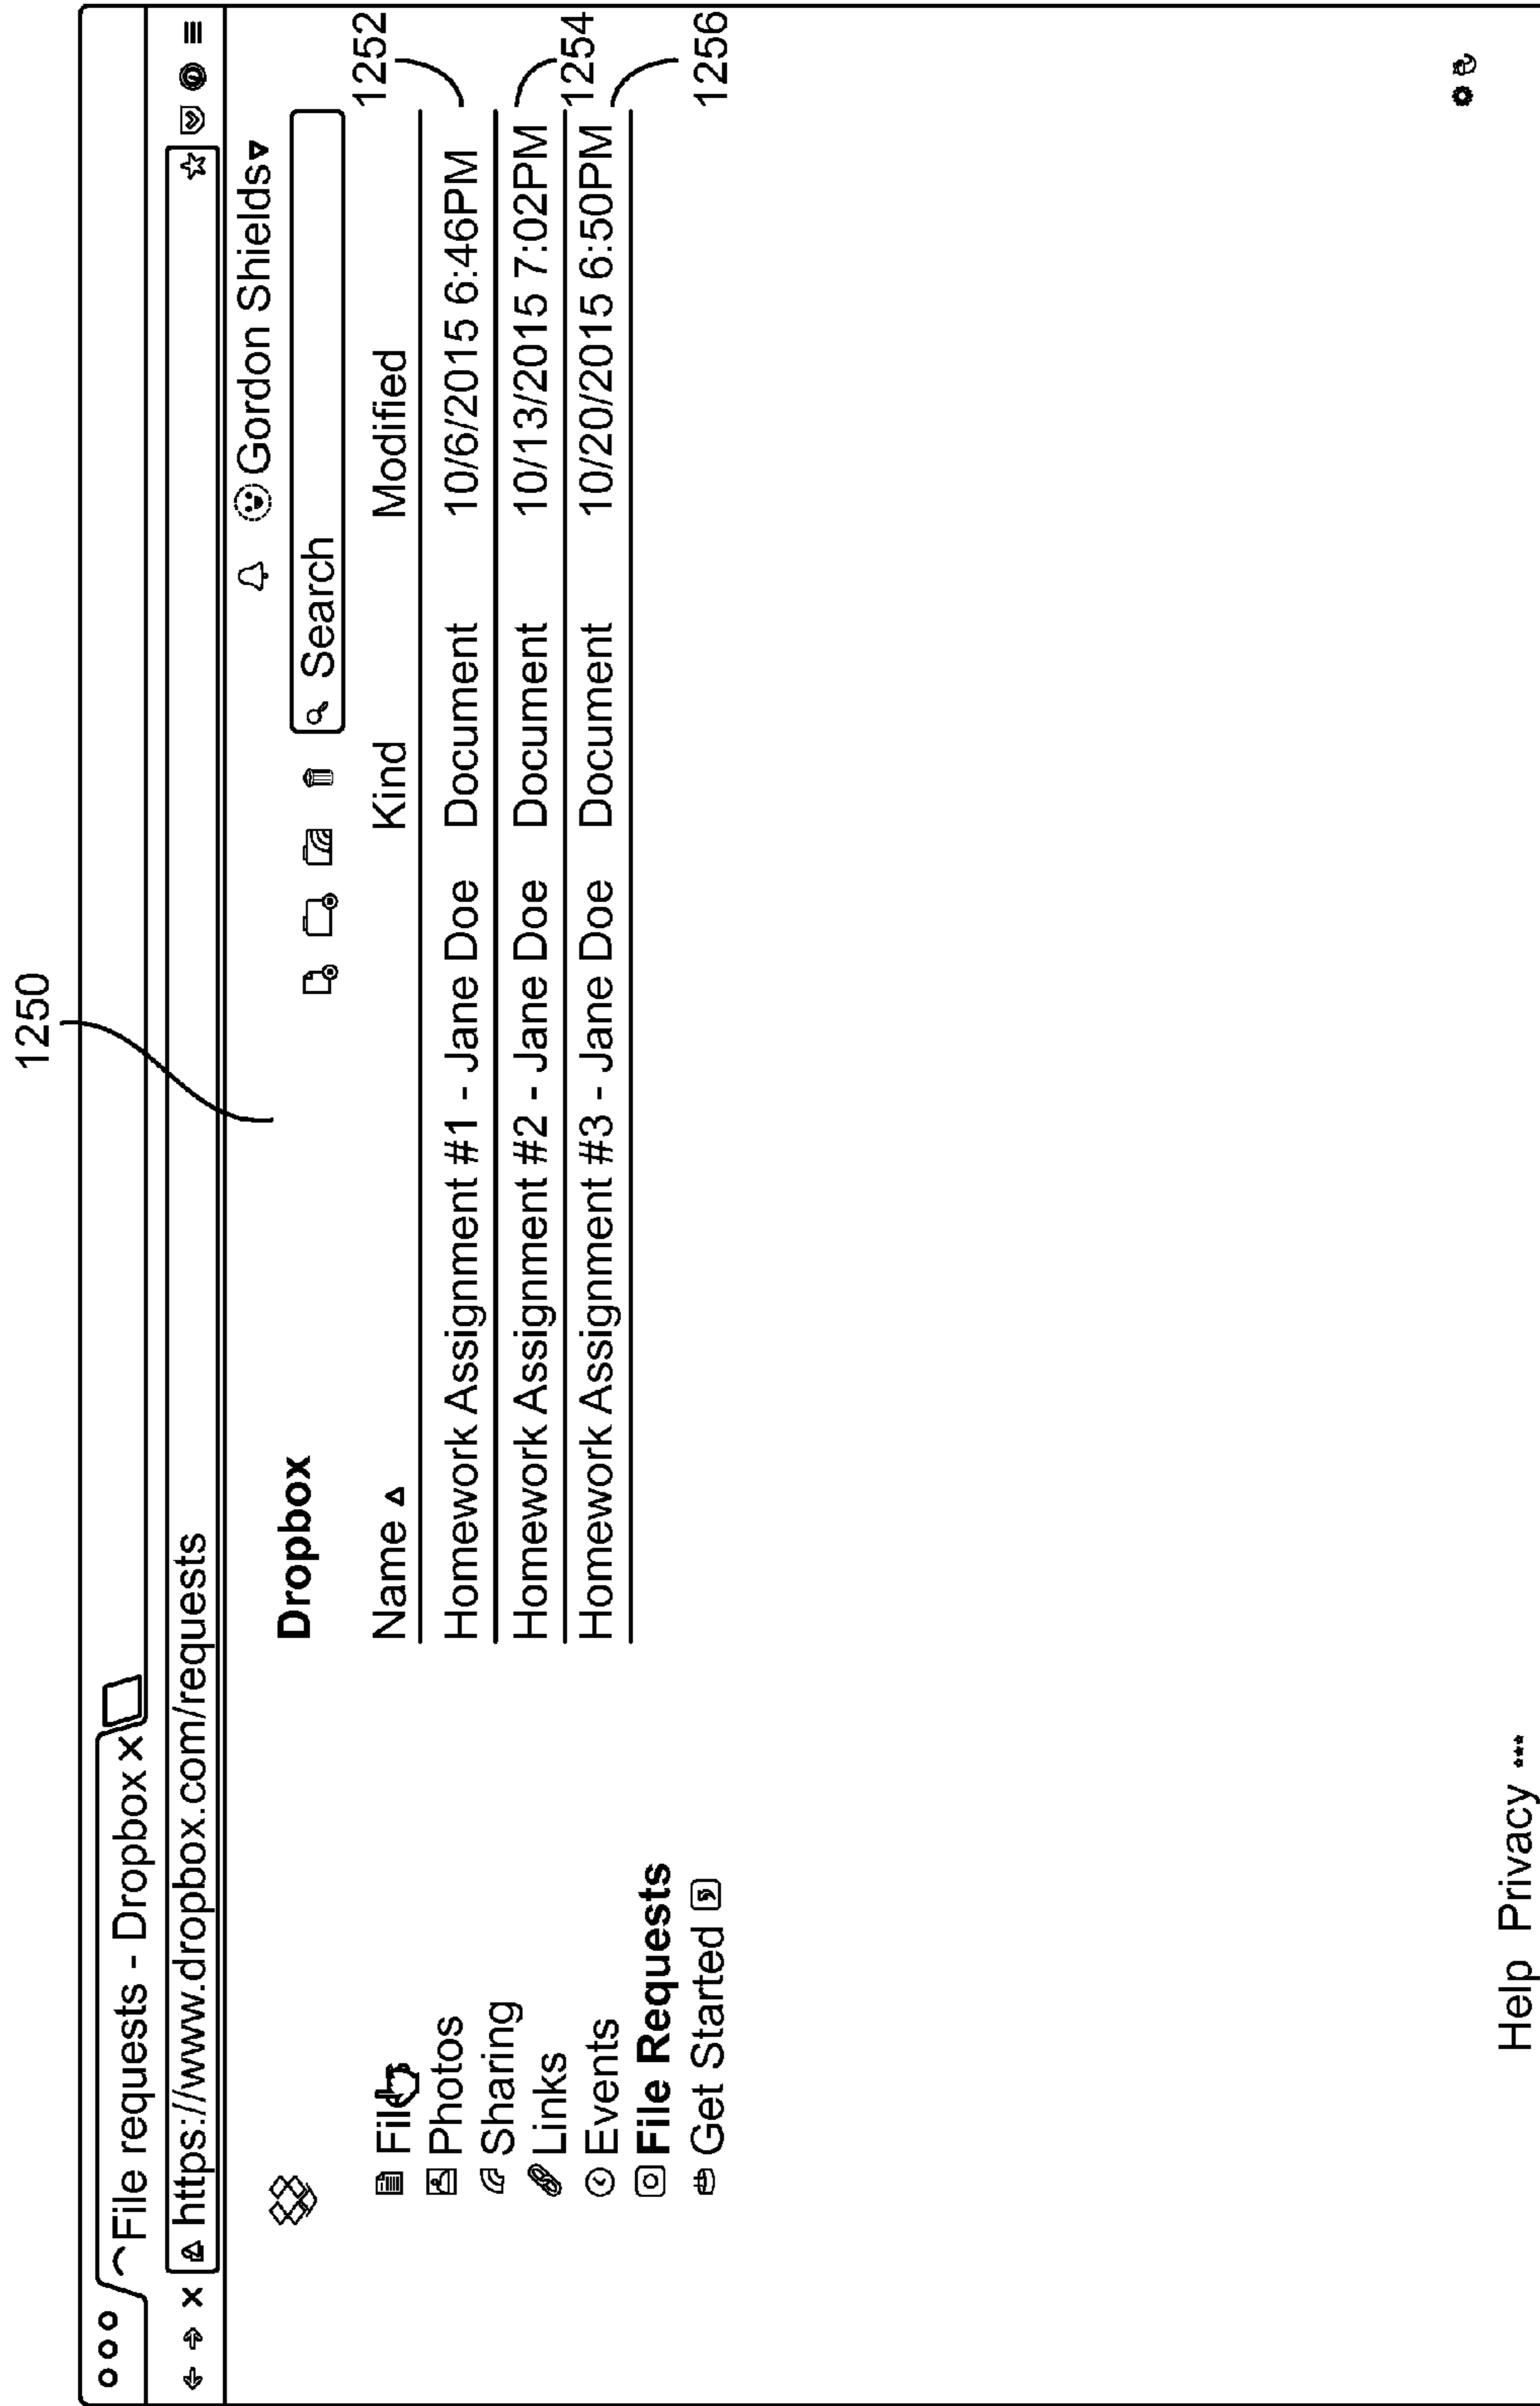 1250
File requests - Dropbox
https://www.dropbox.com/requests
Gordon Shields
Dropbox
Search
Name Kind Modified
1252
Homework Assignment #1 - Jane Doe Document 10/6/2015 6:46PM
Homework Assignment #2 - Jane Doe Document 10/13/2015 7:02PM
1254
Homework Assignment #3 - Jane Doe Document 10/20/2015 6:50PM
1256
File
Photos
Sharing
Links
Events
File Requests
Get Started
Help Privacy